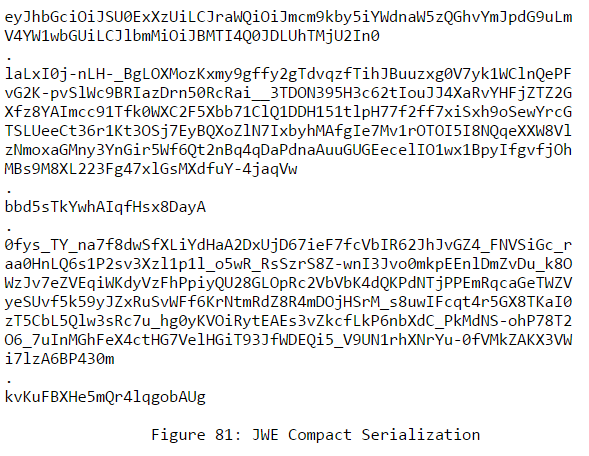 eyJhbGciOiJSU0ExXzUiLCJraWQiOiJmcm9kby5iYWdnaW5zQGhvYmJpdG9uLm
V4YW1wbGUiLCJlbmMiOiJBMTI4Q0JDLUhTMjU2In0
.
laLxI0j-nLH-_BgLOXMozKxmy9gffy2gTdvqzfTihJBuuzxg0V7yk1WClnQePF
vG2K-pvSlWc9BRIazDrn50RcRai__3TDON395H3c62tIouJJ4XaRvYHFjZTZ2G
Xfz8YAImcc91Tfk0WXC2F5Xbb71ClQ1DDH151tlpH77f2ff7xiSxh9oSewYrcG
TSLUeeCt36r1Kt3OSj7EyBQXoZlN7IxbyhMAfgIe7Mv1rOTOI5I8NQqeXXW8Vl
zNmoxaGMny3YnGir5Wf6Qt2nBq4qDaPdnaAuuGUGEecelIO1wx1BpyIfgvfjOh
MBs9M8XL223Fg47xlGsMXdfuY-4jaqVw
.
bbd5sTkYwhAIqfHsx8DayA
.
0fys_TY_na7f8dwSfXLiYdHaA2DxUjD67ieF7fcVbIR62JhJvGZ4_FNVSiGc_r
aa0HnLQ6s1P2sv3Xzl1p1l_o5wR_RsSzrS8Z-wnI3Jvo0mkpEEnlDmZvDu_k8O
WzJv7eZVEqiWKdyVzFhPpiyQU28GLOpRc2VbVbK4dQKPdNTjPPEmRqcaGeTWZV
yeSUvf5k59yJZxRuSvWFf6KrNtmRdZ8R4mDOjHSrM_s8uwIFcqt4r5GX8TKaI0
zT5CbL5Qlw3sRc7u_hg0yKVOiRytEAEs3vZkcfLkP6nbXdC_PkMdNS-ohP78T2
O6_7uInMGhFeX4ctHG7VelHGiT93JfWDEQi5_V9UN1rhXNrYu-0fVMkZAKX3VW
i7lzA6BP430m
.
kvKuFBXHe5mQr4lqgobAUg
Figure 81: JWE Compact Serialization